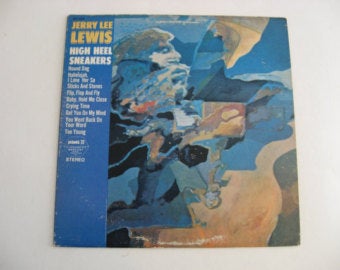 JERRY LEE
LEWIS
HIGH HEEL
SNEAKERS
Hound Dog
Hallelujah,
I Love Her So
Sticks And Stones
Flip, Flop And Fly
Baby, Hold Me Close
Crying Time
Got You On My Mind
You Went Back On
Your Word
Too Young
STEREO